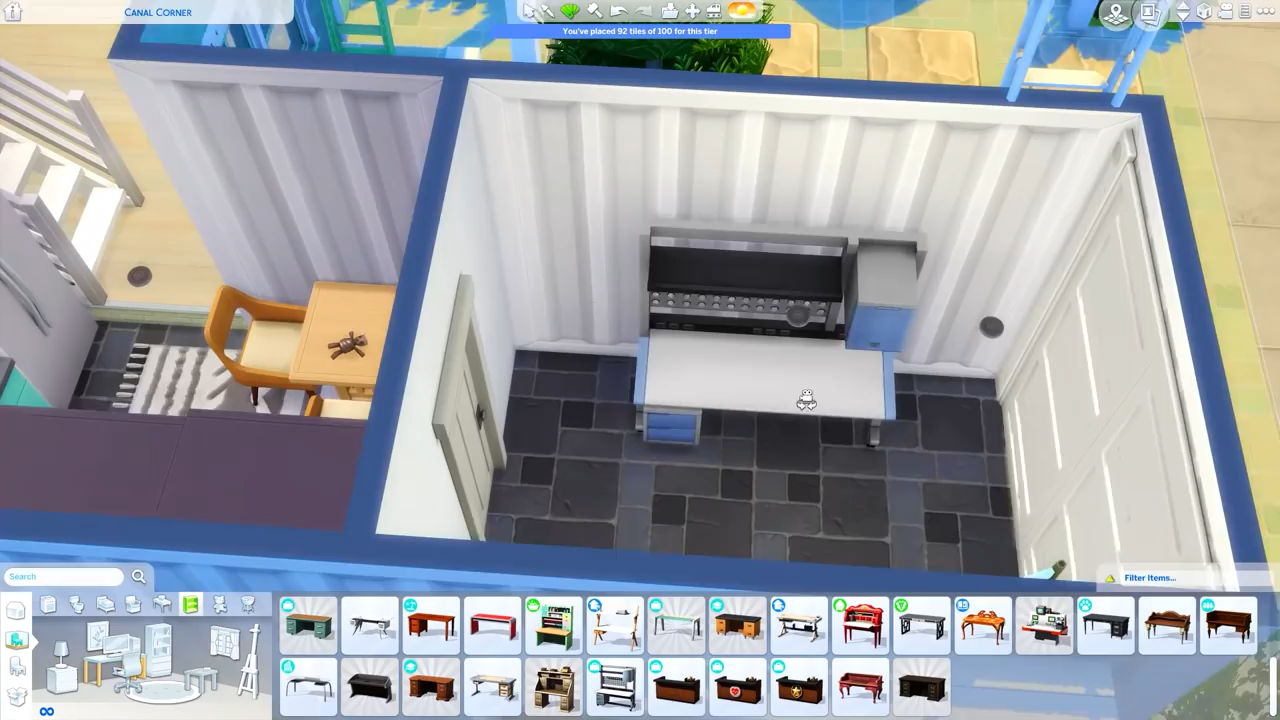 CANAL CORNER
You've placed 92 tiles of 100 for this tier
Search
Filter Items...